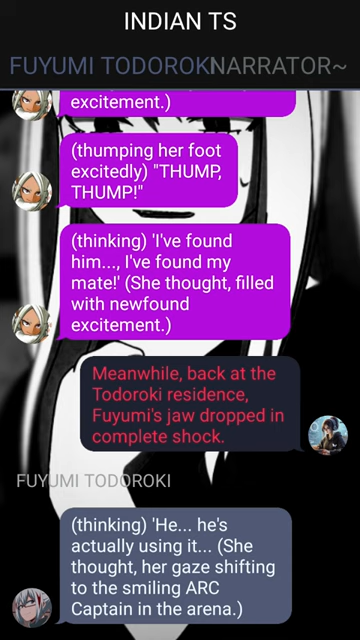 INDIAN TS
FUYUMI TODOROKI NARRATOR~
excitement.)
(thumping her foot
excitedly) "THUMP,
THUMP!"
(thinking) 'I've found
him..., I've found my
mate!' (She thought, filled
with newfound
excitement.)
Meanwhile, back at the
Todoroki residence,
Fuyumi's jaw dropped in
complete shock.
FUYUMI TODOROKI
(thinking) 'He... he's
actually using it... (She
thought, her gaze shifting
to the smiling ARC
Captain in the arena.)